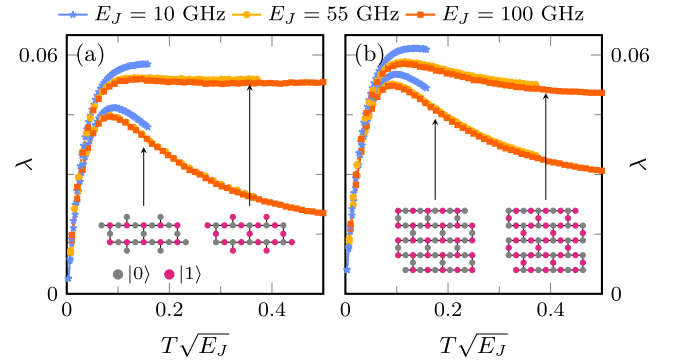 E_J = 10 GHz E_J = 55 GHz E_J = 100 GHz
(a) (b)
0.06 0.06
λ λ
|0⟩ |1⟩
0 0
0 0.2 0.4 0 0.2 0.4
T√E_J T√E_J